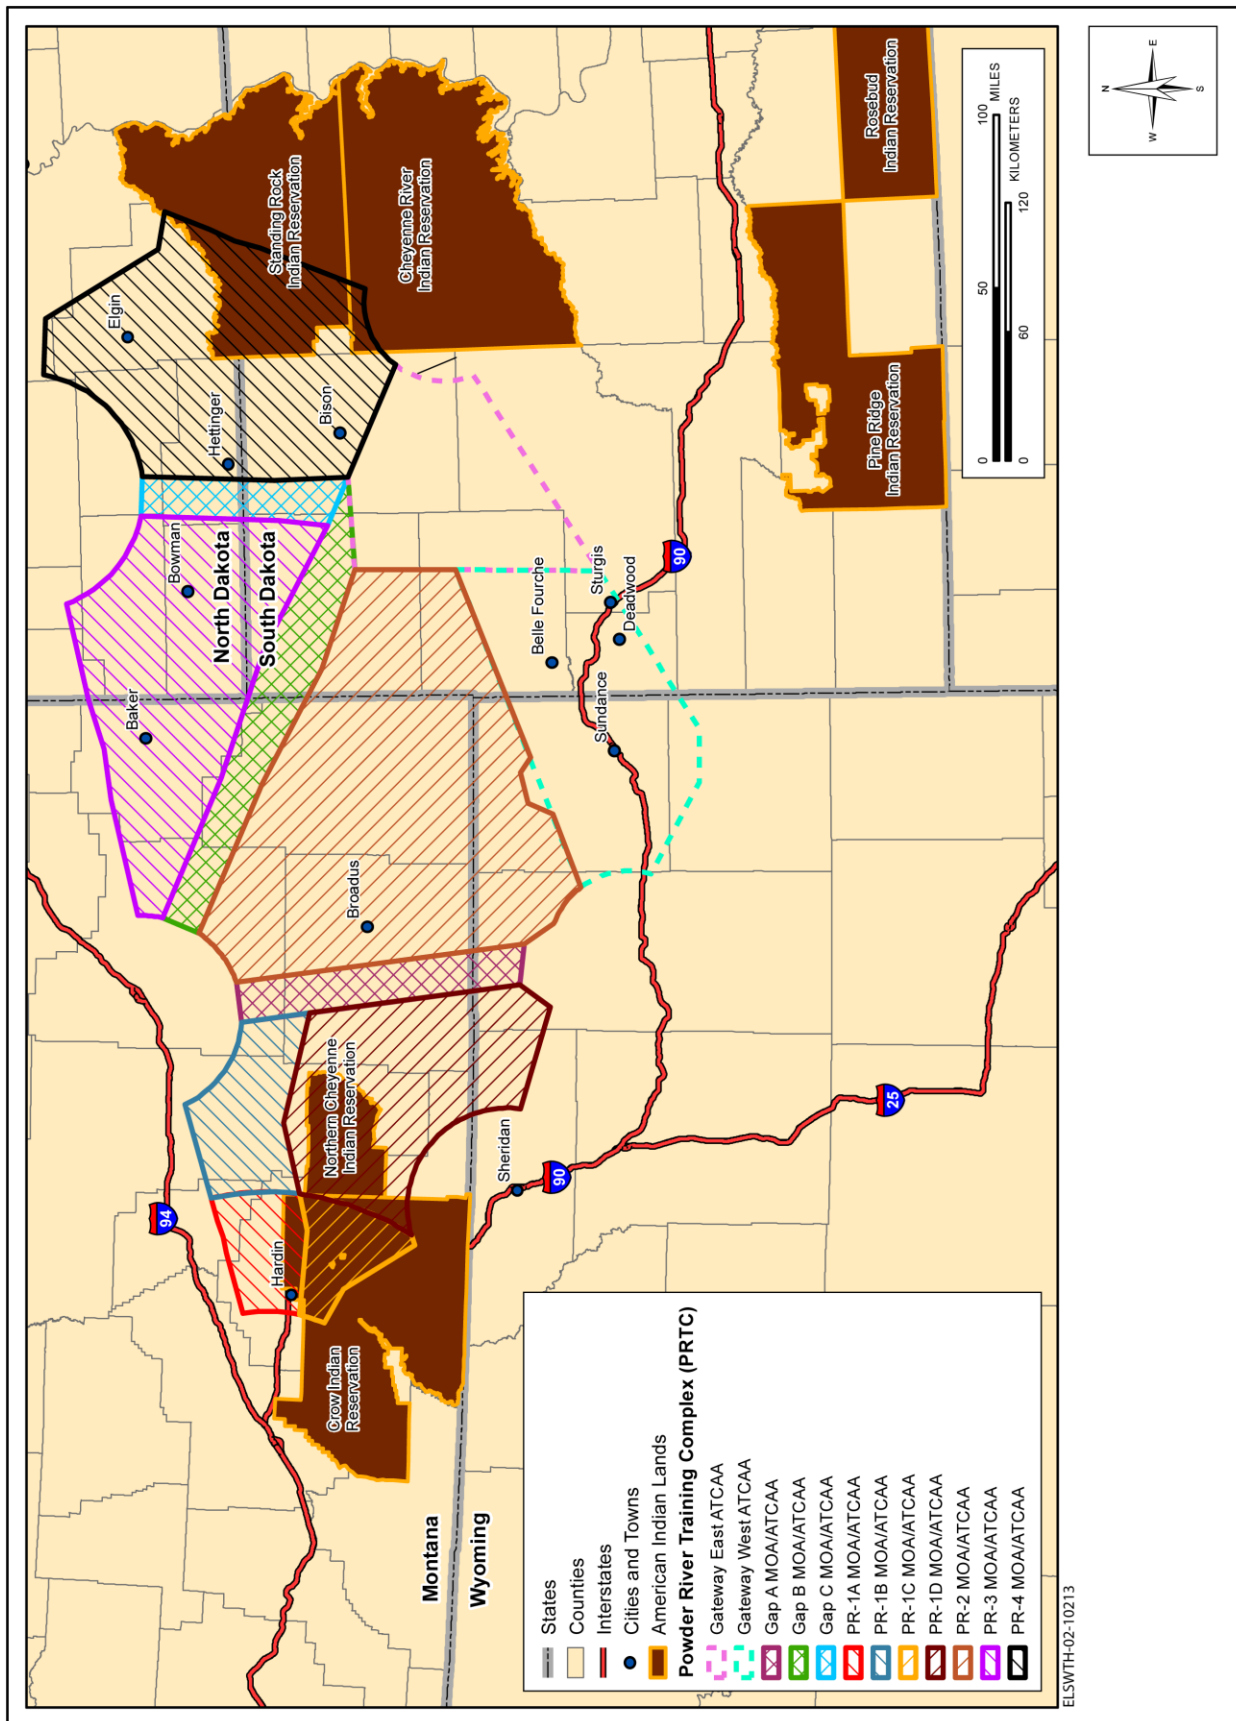 Elgin
Hettinger
Bison
Bowman
Baker
North Dakota
South Dakota
Standing Rock
Indian Reservation
Cheyenne River
Indian Reservation
Belle Fourche
Sturgis
Deadwood
Sundance
Broadus
90
Northern Cheyenne
Indian Reservation
Sheridan
90
25
94
Hardin
Crow Indian
Reservation
Montana
Wyoming
Pine Ridge
Indian Reservation
Rosebud
Indian Reservation
0 50 100
MILES
KILOMETERS
0 60 120
N
W E
S
States
Counties
Interstates
Cities and Towns
American Indian Lands
Powder River Training Complex (PRTC)
Gateway East ATCAA
Gateway West ATCAA
Gap A MOA/ATCAA
Gap B MOA/ATCAA
Gap C MOA/ATCAA
PR-1A MOA/ATCAA
PR-1B MOA/ATCAA
PR-1C MOA/ATCAA
PR-1D MOA/ATCAA
PR-2 MOA/ATCAA
PR-3 MOA/ATCAA
PR-4 MOA/ATCAA
ELSWTH-02-10213